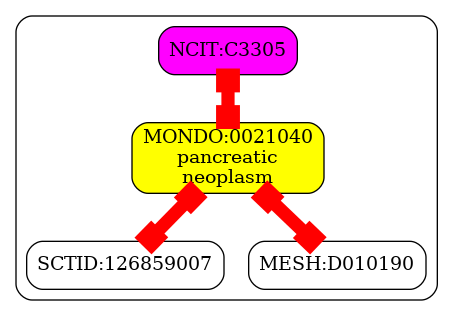 NCIT:C3305
MONDO:0021040
pancreatic
neoplasm
SCTID:126859007
MESH:D010190